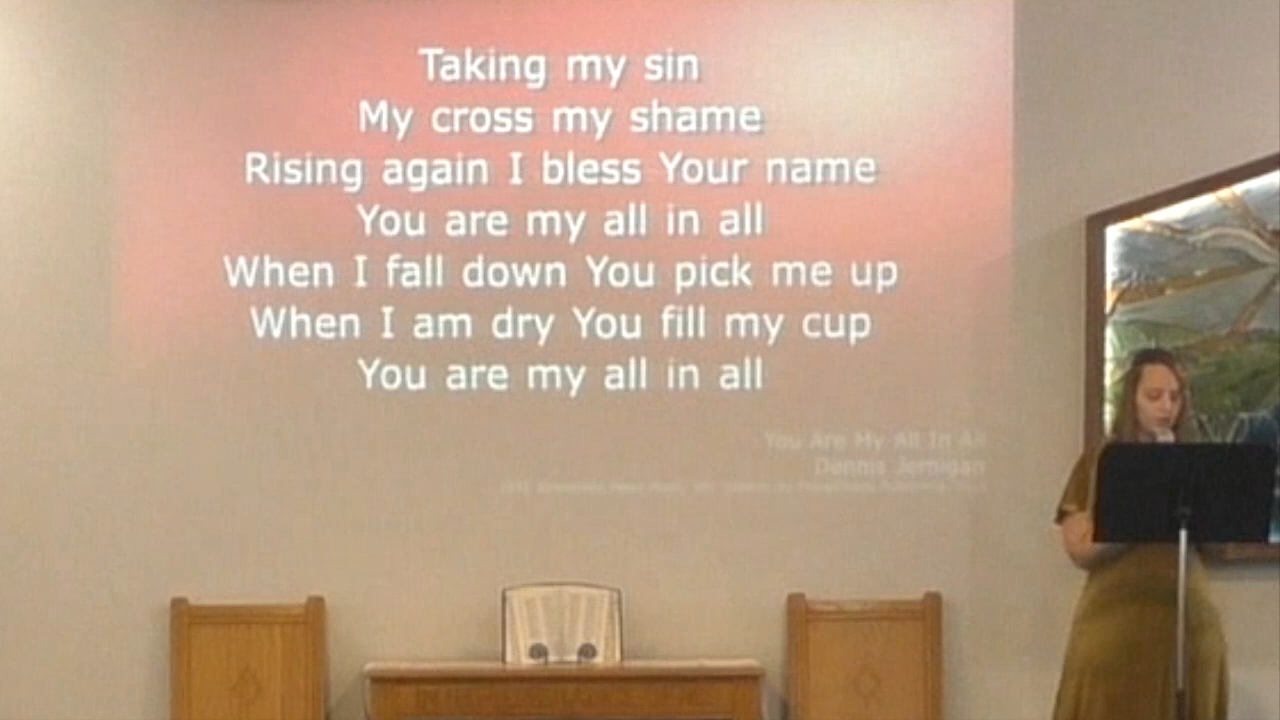 Taking my sin
My cross my shame
Rising again I bless Your name
You are my all in all
When I fall down You pick me up
When I am dry You fill my cup
You are my all in all
You Are My All In All
Dennis Jernigan